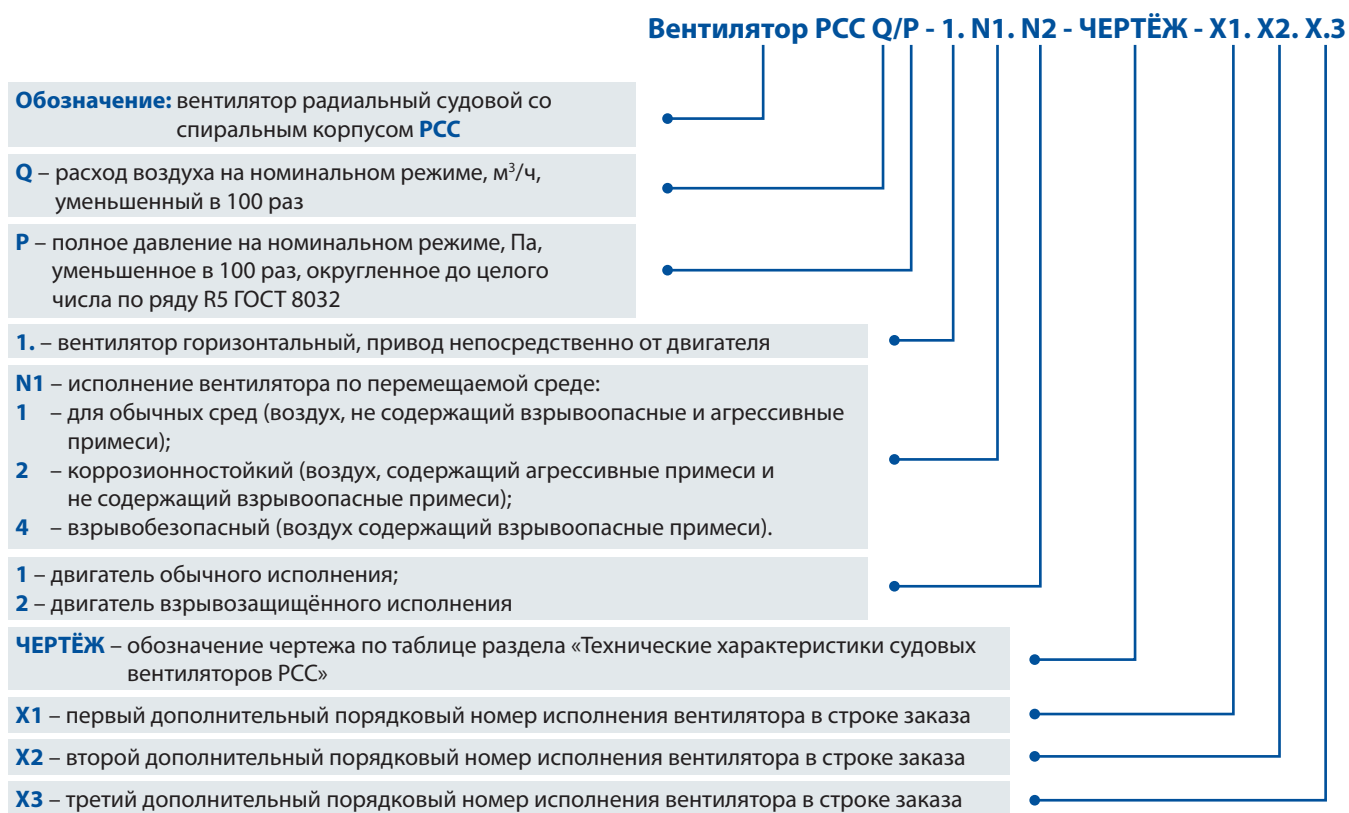 Вентилятор РСС Q/P - 1. N1. N2 - ЧЕРТЁЖ - X1. X2. X.3
Обозначение: вентилятор радиальный судовой со
спиральным корпусом РСС
Q – расход воздуха на номинальном режиме, м³/ч,
уменьшенный в 100 раз
P – полное давление на номинальном режиме, Па,
уменьшенное в 100 раз, округленное до целого
числа по ряду R5 ГОСТ 8032
1. – вентилятор горизонтальный, привод непосредственно от двигателя
N1 – исполнение вентилятора по перемещаемой среде:
1 – для обычных сред (воздух, не содержащий взрывоопасные и агрессивные
примеси);
2 – коррозионностойкий (воздух, содержащий агрессивные примеси и
не содержащий взрывоопасные примеси);
4 – взрывобезопасный (воздух содержащий взрывоопасные примеси).
1 – двигатель обычного исполнения;
2 – двигатель взрывозащищённого исполнения
ЧЕРТЁЖ – обозначение чертежа по таблице раздела «Технические характеристики судовых
вентиляторов РСС»
X1 – первый дополнительный порядковый номер исполнения вентилятора в строке заказа
X2 – второй дополнительный порядковый номер исполнения вентилятора в строке заказа
X3 – третий дополнительный порядковый номер исполнения вентилятора в строке заказа